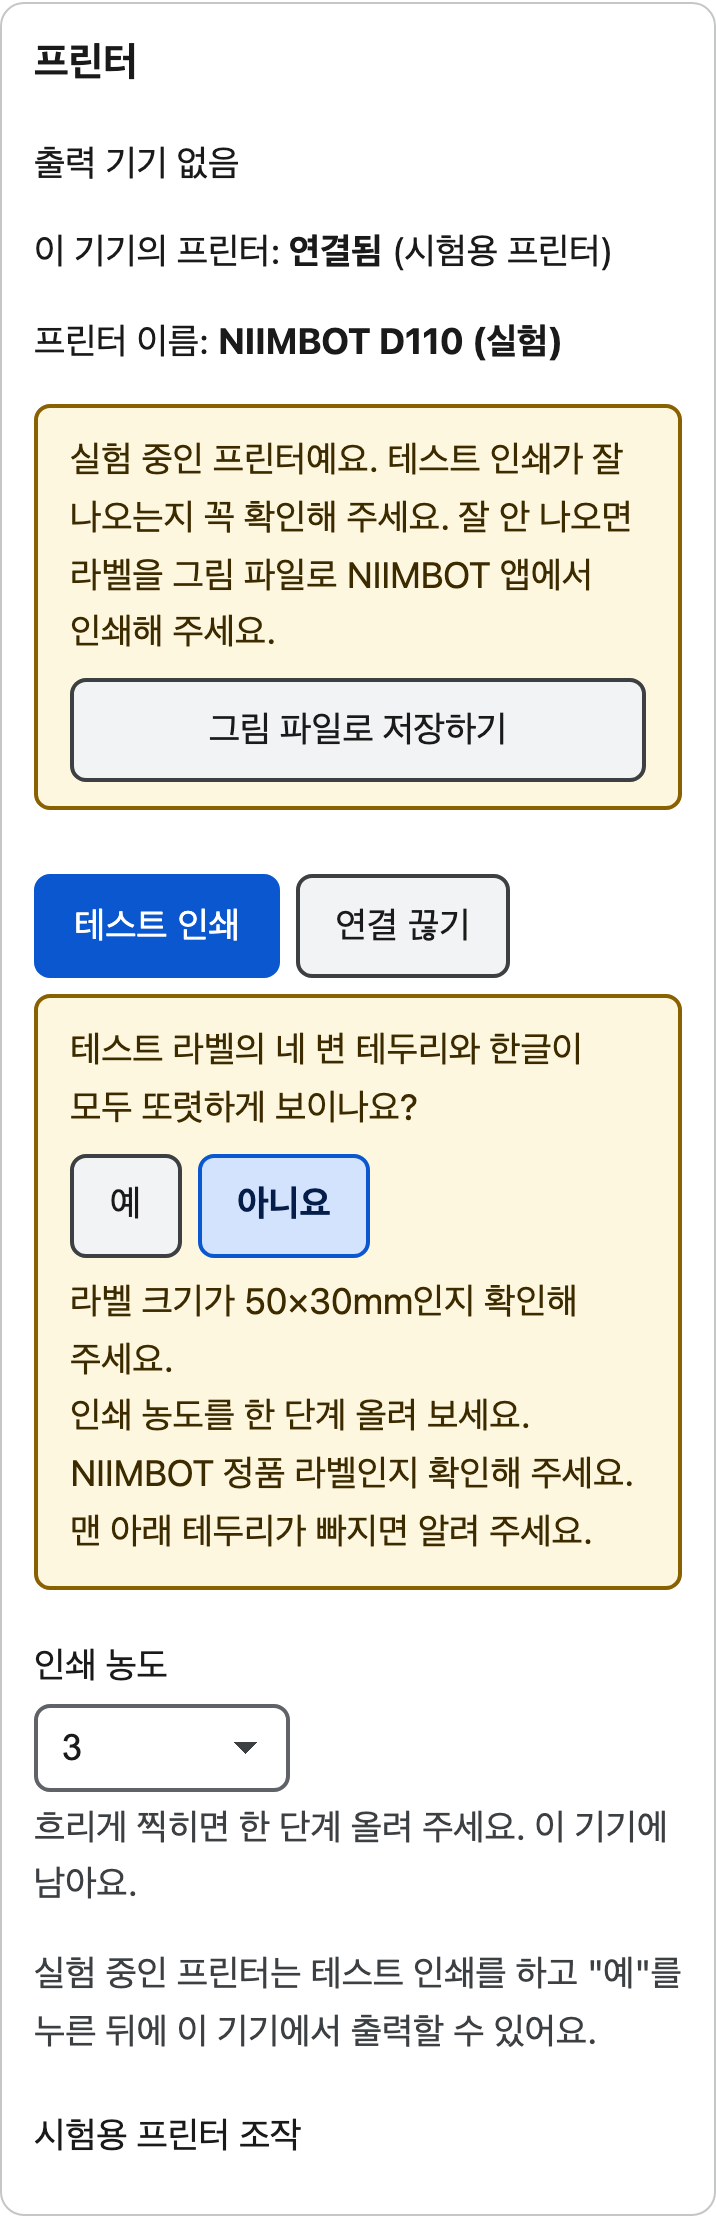 프린터
출력 기기 없음
이 기기의 프린터: 연결됨 (시험용 프린터)
프린터 이름: NIIMBOT D110 (실험)
실험 중인 프린터예요. 테스트 인쇄가 잘
나오는지 꼭 확인해 주세요. 잘 안 나오면
라벨을 그림 파일로 NIIMBOT 앱에서
인쇄해 주세요.
그림 파일로 저장하기
테스트 인쇄 연결 끊기
테스트 라벨의 네 변 테두리와 한글이
모두 또렷하게 보이나요?
예 아니요
라벨 크기가 50×30mm인지 확인해
주세요.
인쇄 농도를 한 단계 올려 보세요.
NIIMBOT 정품 라벨인지 확인해 주세요.
맨 아래 테두리가 빠지면 알려 주세요.
인쇄 농도
3
흐리게 찍히면 한 단계 올려 주세요. 이 기기에
남아요.
실험 중인 프린터는 테스트 인쇄를 하고 "예"를
누른 뒤에 이 기기에서 출력할 수 있어요.
시험용 프린터 조작